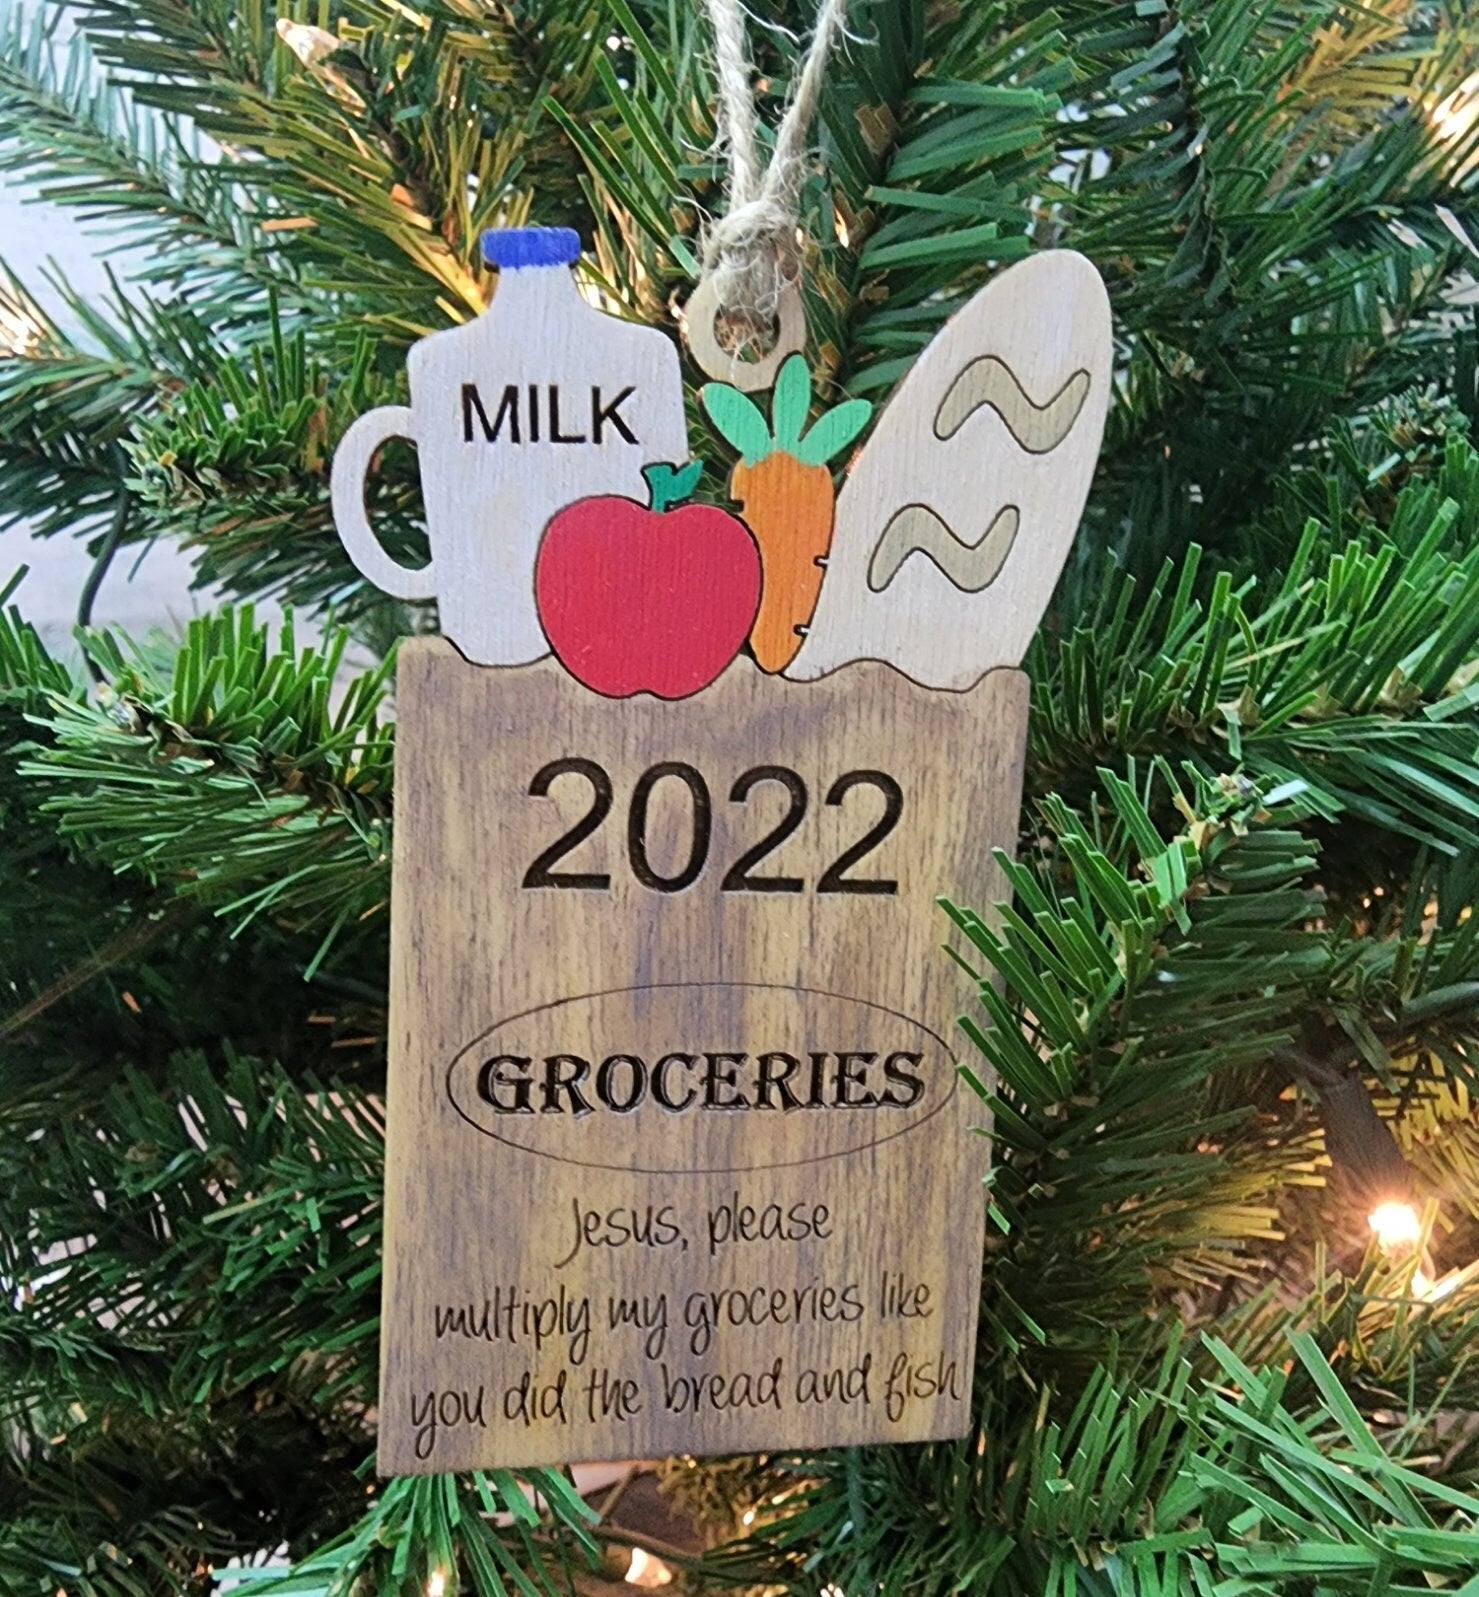 MILK
2022
GROCERIES
Jesus, please
multiply my groceries like
you did the bread and fish